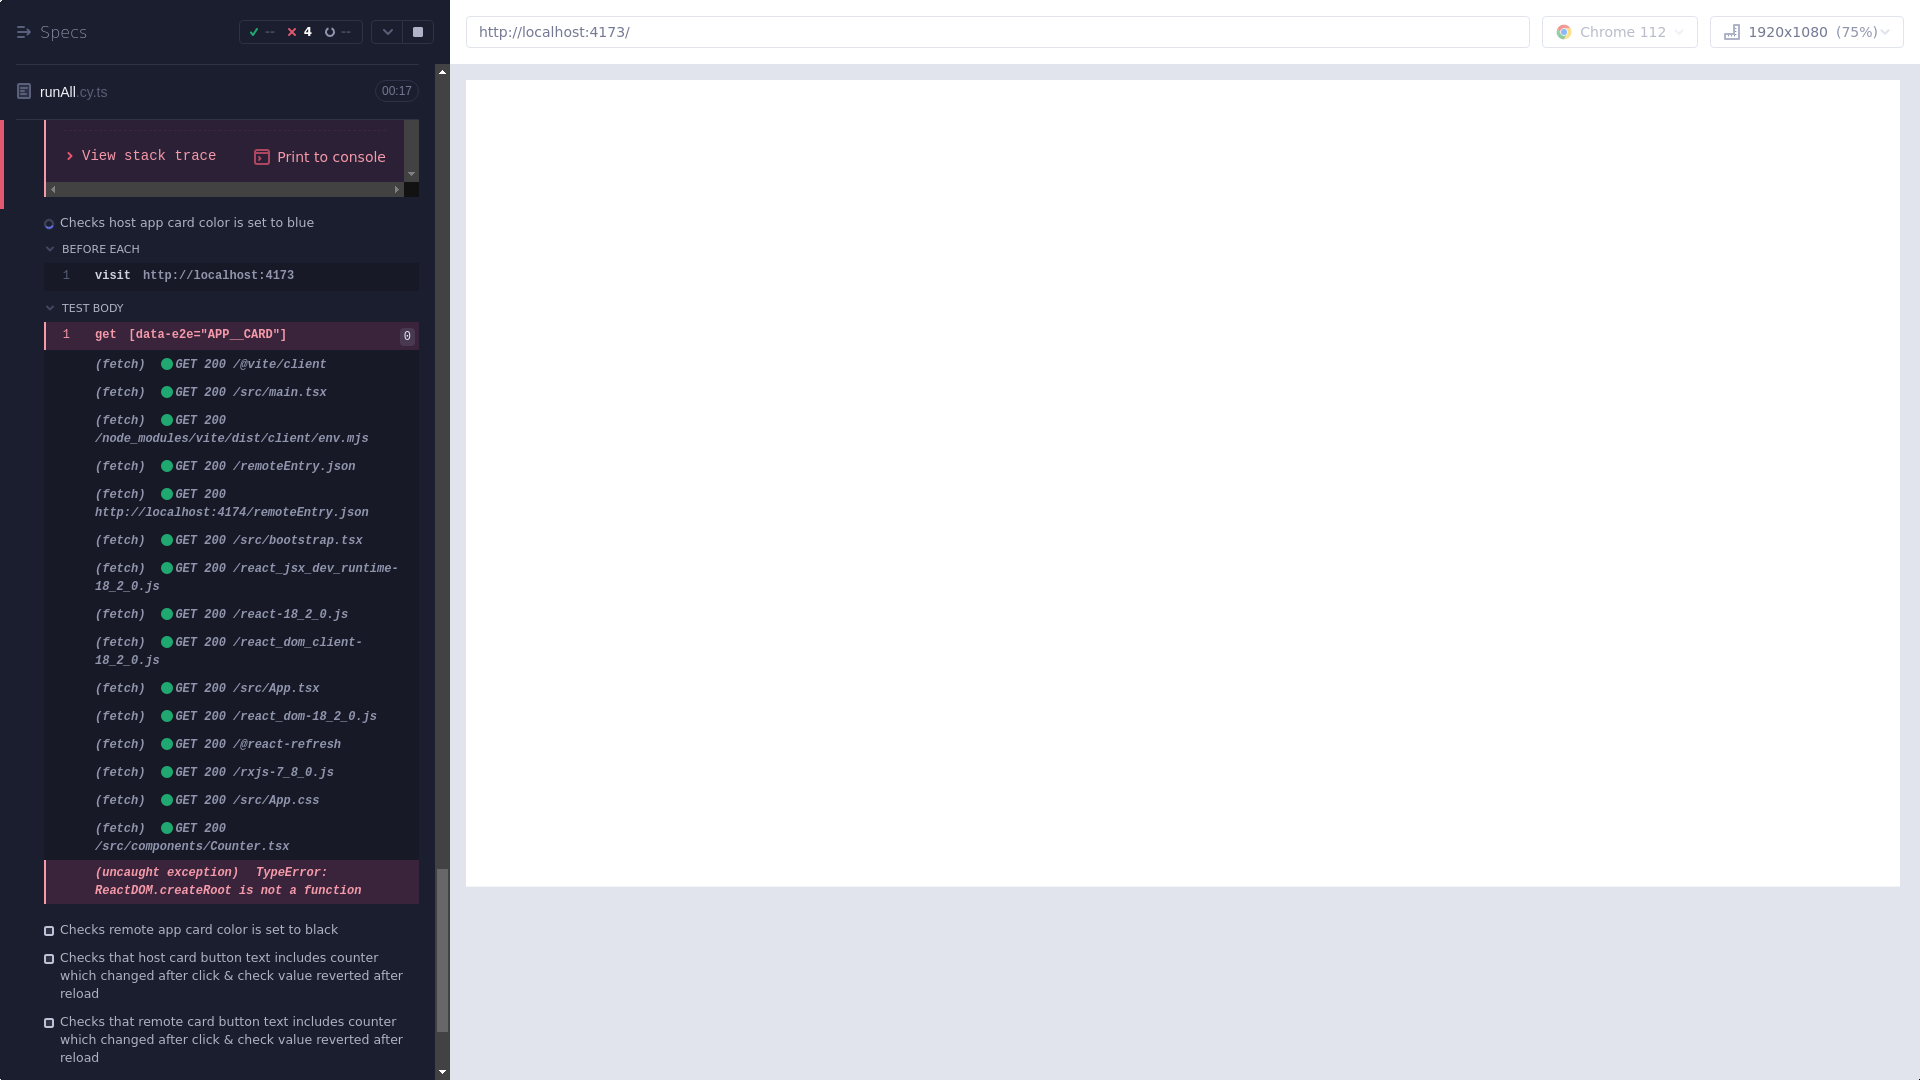 Specs
-- 4 --
runAll.cy.ts 00:17
View stack trace Print to console
Checks host app card color is set to blue
BEFORE EACH
1 visit http://localhost:4173
TEST BODY
1 get [data-e2e="APP__CARD"] 0
(fetch) GET 200 /@vite/client
(fetch) GET 200 /src/main.tsx
(fetch) GET 200
/node_modules/vite/dist/client/env.mjs
(fetch) GET 200 /remoteEntry.json
(fetch) GET 200
http://localhost:4174/remoteEntry.json
(fetch) GET 200 /src/bootstrap.tsx
(fetch) GET 200 /react_jsx_dev_runtime-
18_2_0.js
(fetch) GET 200 /react-18_2_0.js
(fetch) GET 200 /react_dom_client-
18_2_0.js
(fetch) GET 200 /src/App.tsx
(fetch) GET 200 /react_dom-18_2_0.js
(fetch) GET 200 /@react-refresh
(fetch) GET 200 /rxjs-7_8_0.js
(fetch) GET 200 /src/App.css
(fetch) GET 200
/src/components/Counter.tsx
(uncaught exception) TypeError:
ReactDOM.createRoot is not a function
Checks remote app card color is set to black
Checks that host card button text includes counter
which changed after click & check value reverted after
reload
Checks that remote card button text includes counter
which changed after click & check value reverted after
reload
http://localhost:4173/
Chrome 112
1920x1080 (75%)